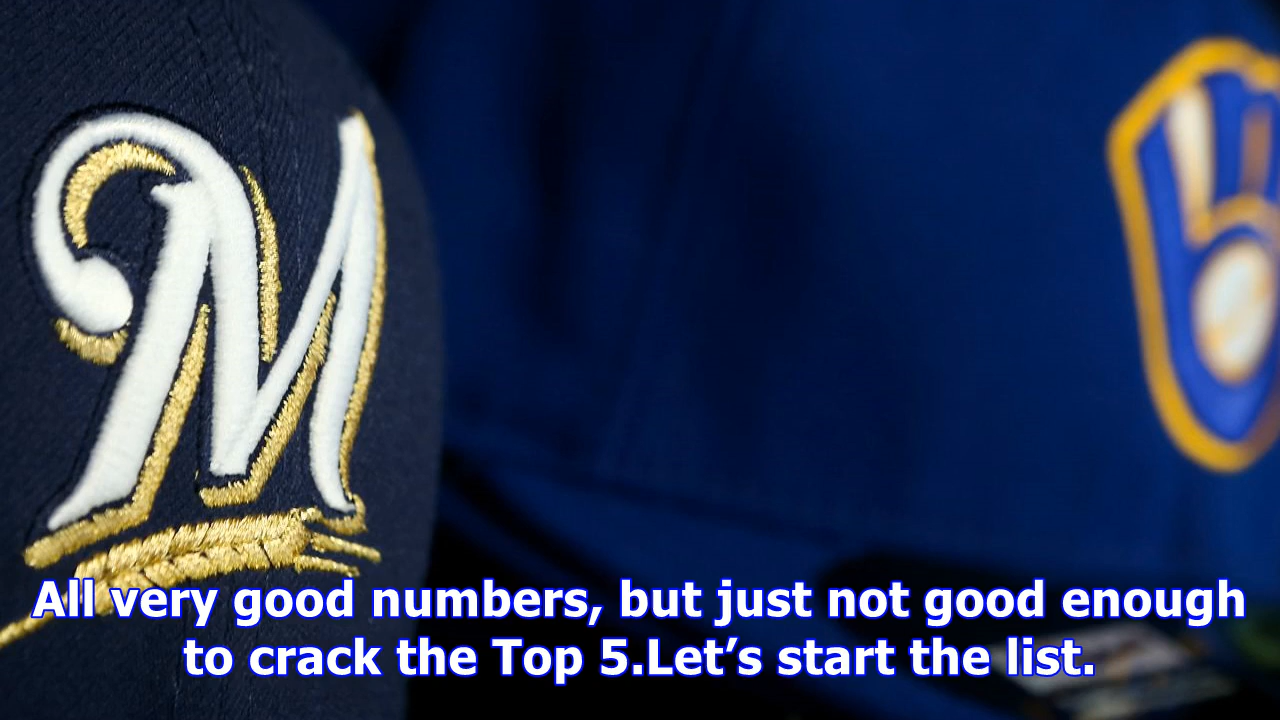 M
All very good numbers, but just not good enough
to crack the Top 5.Let’s start the list.